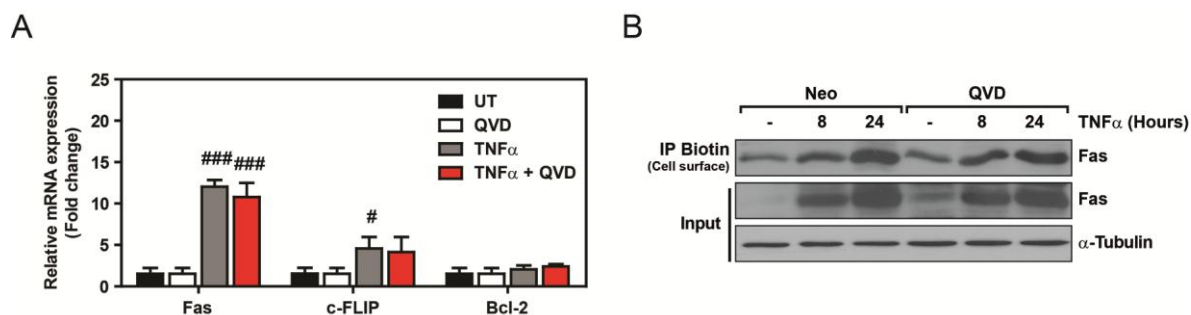 A
Relative mRNA expression
(Fold change)
25
20
15
10
5
0
UT
QVD
TNFα
TNFα + QVD
###
###
#
Fas
c-FLIP
Bcl-2
B
Neo
QVD
-
8
24
-
8
24
TNFα (Hours)
IP Biotin
(Cell surface)
Fas
Input
Fas
α-Tubulin